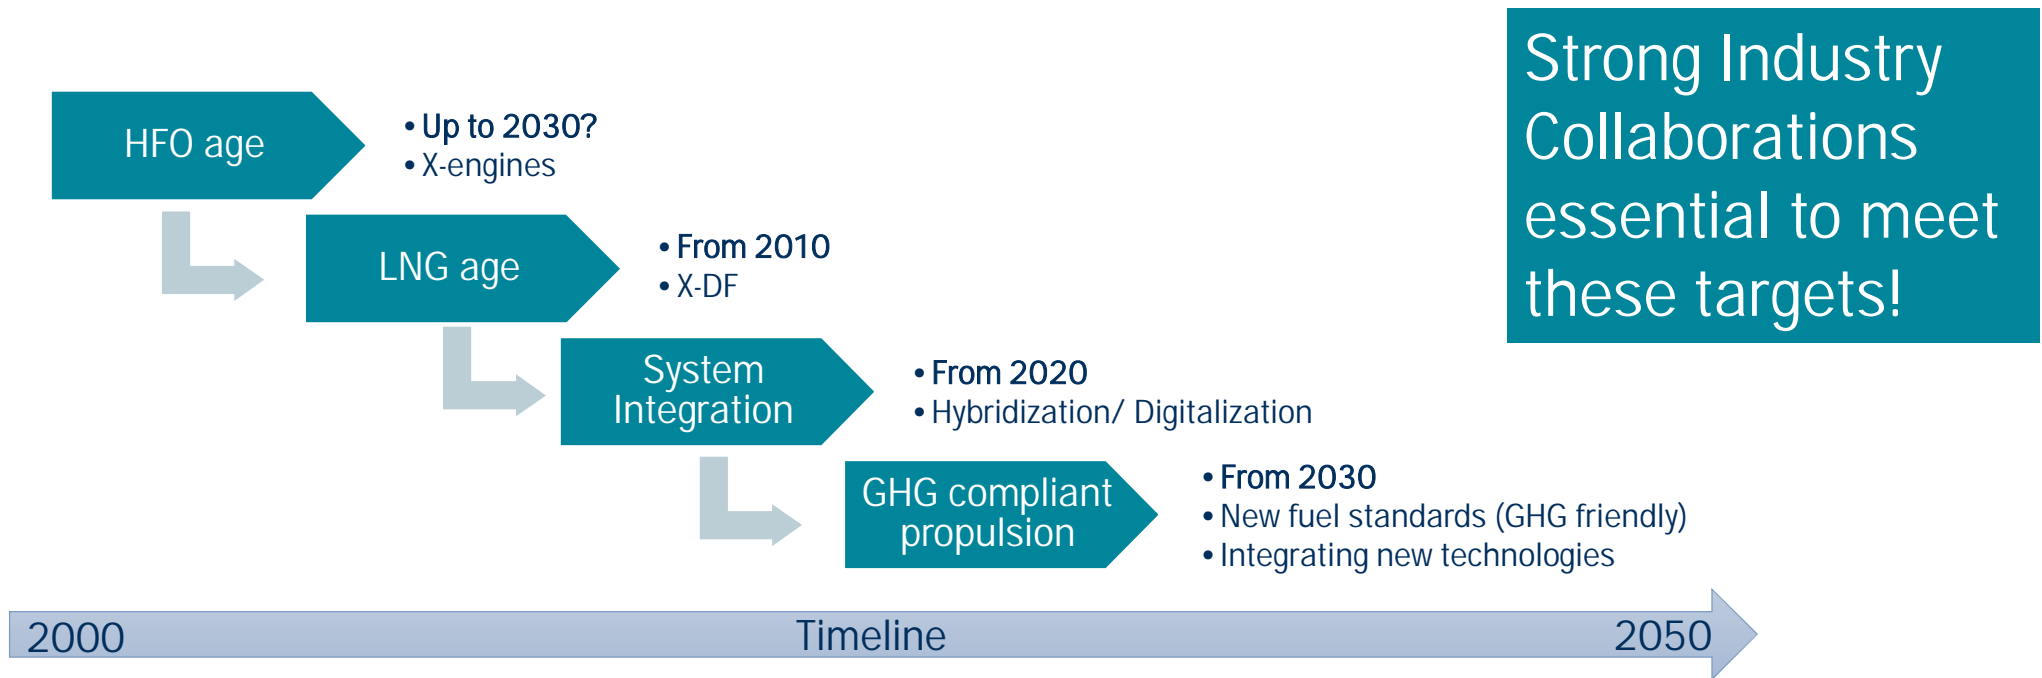 Strong Industry
Collaborations
essential to meet
these targets!
HFO age
• Up to 2030?
• X-engines
LNG age
• From 2010
• X-DF
System
Integration
• From 2020
• Hybridization/ Digitalization
GHG compliant
propulsion
• From 2030
• New fuel standards (GHG friendly)
• Integrating new technologies
2000
Timeline
2050